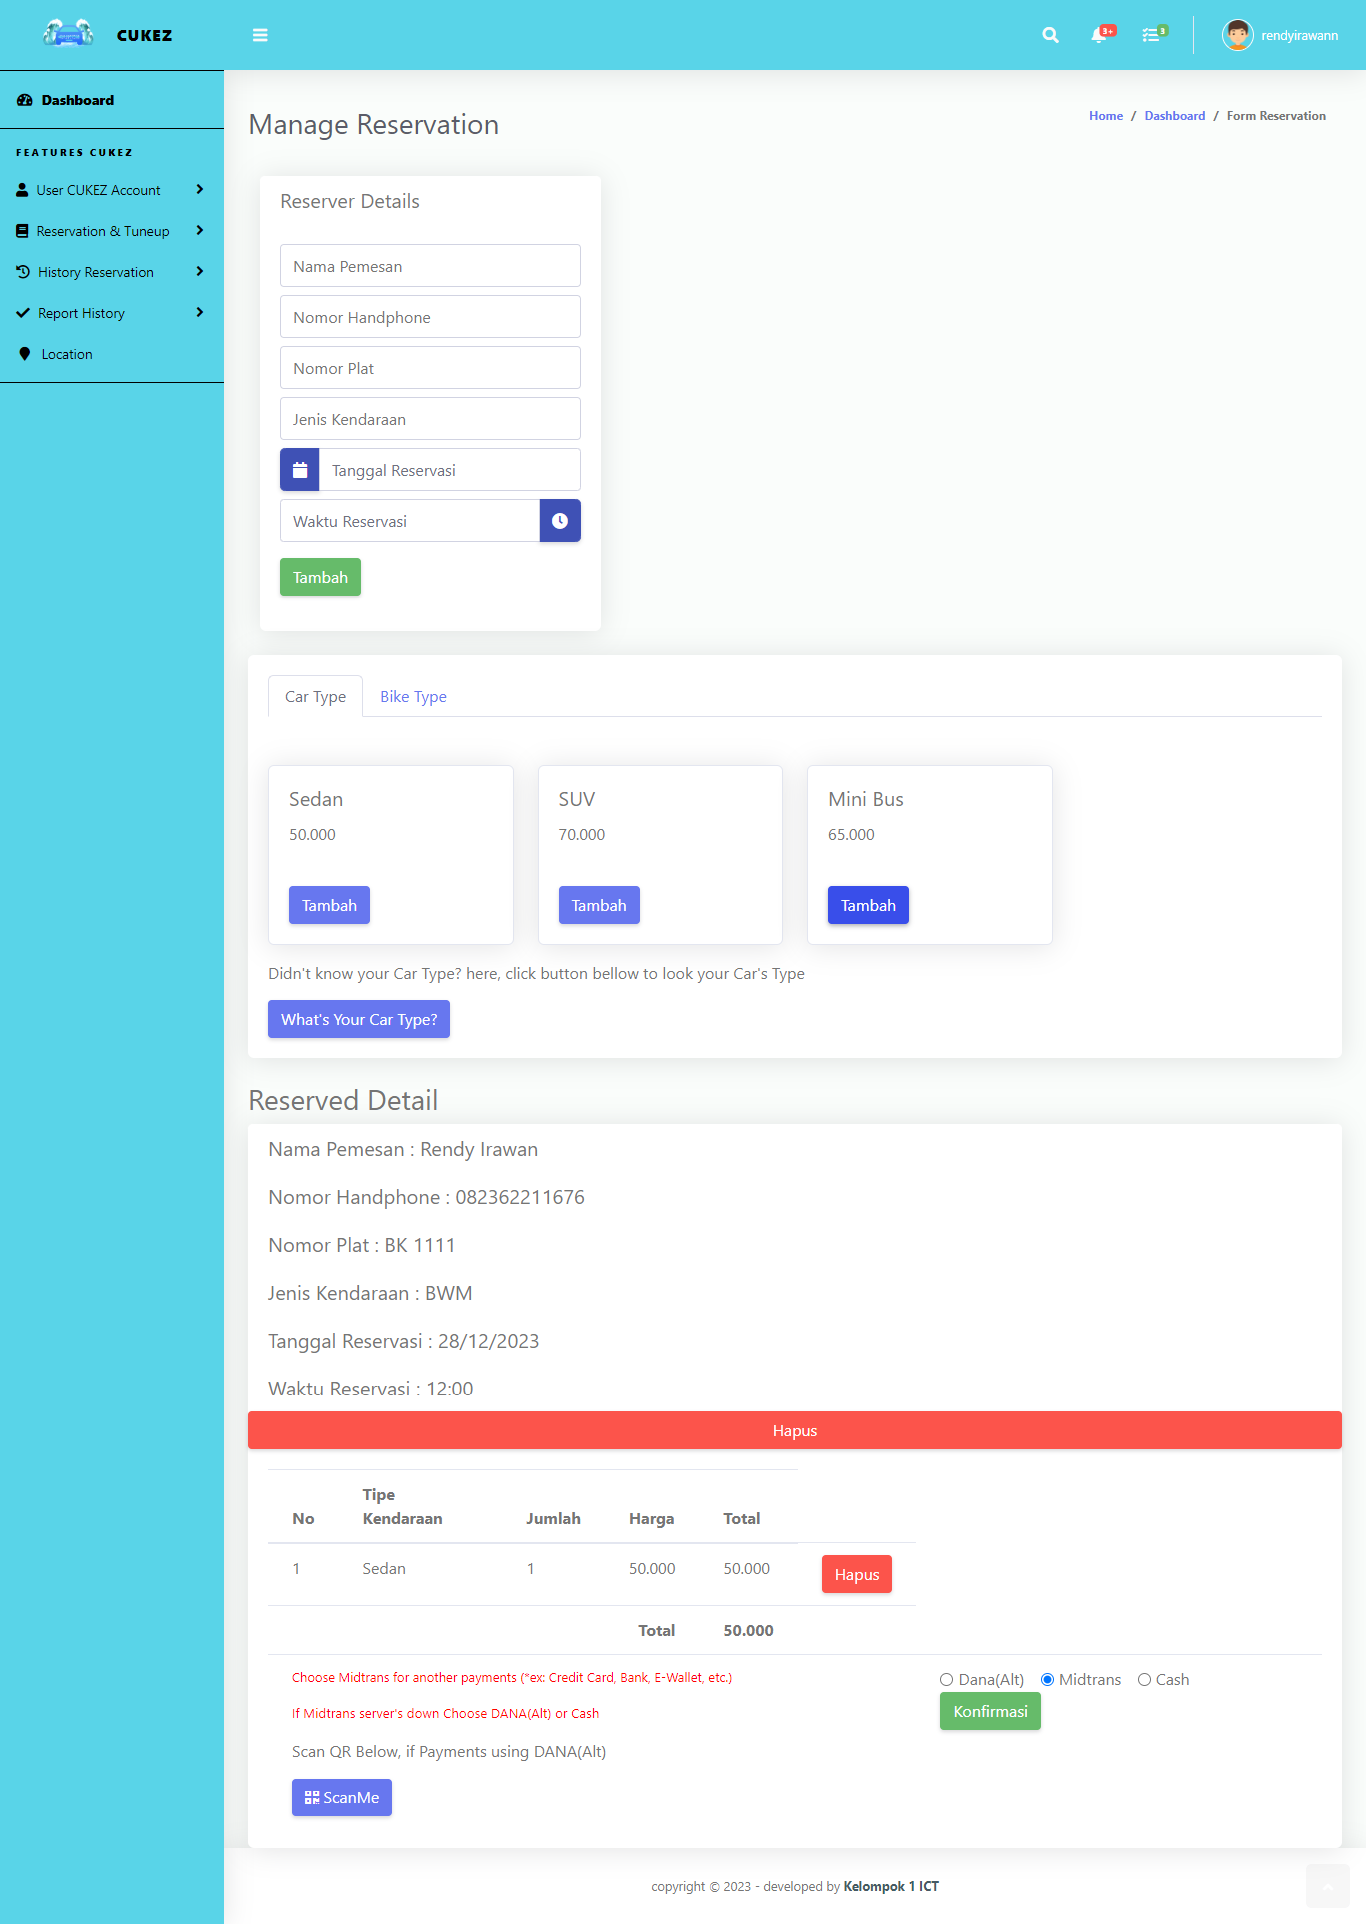 CUKEZ
3+
3
rendyirawann
Dashboard
FEATURES CUKEZ
User CUKEZ Account
Reservation & Tuneup
History Reservation
Report History
Location
Manage Reservation
Home / Dashboard / Form Reservation
Reserver Details
Nama Pemesan
Nomor Handphone
Nomor Plat
Jenis Kendaraan
Tanggal Reservasi
Waktu Reservasi
Tambah
Car Type Bike Type
Sedan SUV Mini Bus
50.000 70.000 65.000
Tambah Tambah Tambah
Didn't know your Car Type? here, click button bellow to look your Car's Type
What's Your Car Type?
Reserved Detail
Nama Pemesan : Rendy Irawan
Nomor Handphone : 082362211676
Nomor Plat : BK 1111
Jenis Kendaraan : BWM
Tanggal Reservasi : 28/12/2023
Waktu Reservasi : 12:00
Hapus
No Tipe Kendaraan Jumlah Harga Total
1 Sedan 1 50.000 50.000 Hapus
Total 50.000
Choose Midtrans for another payments (*ex: Credit Card, Bank, E-Wallet, etc.)
If Midtrans server's down Choose DANA(Alt) or Cash
Scan QR Below, if Payments using DANA(Alt)
ScanMe
Dana(Alt) Midtrans Cash
Konfirmasi
copyright © 2023 - developed by Kelompok 1 ICT